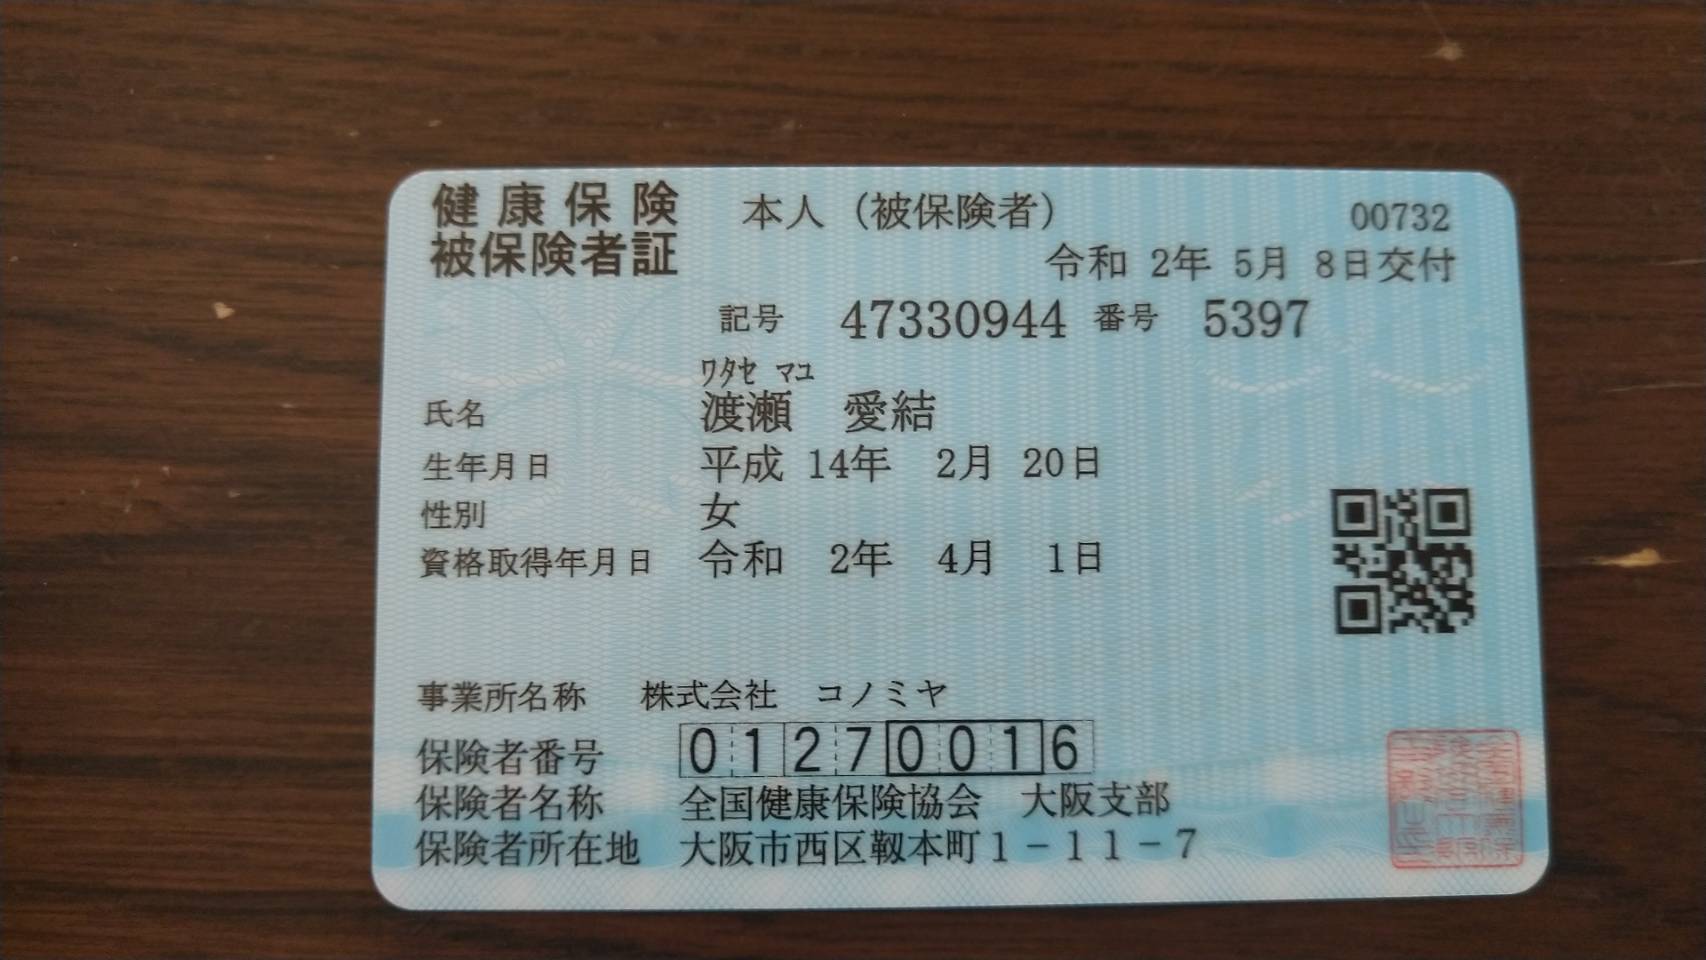 健康保険 本人（被保険者） 00732
被保険者証 令和 2年 5月 8日交付
記号 47330944 番号 5397
ﾜﾀｾ ﾏﾕ
氏名 渡瀬 愛結
生年月日 平成 14年 2月 20日
性別 女
資格取得年月日 令和 2年 4月 1日
事業所名称 株式会社 コノミヤ
保険者番号 01270016
保険者名称 全国健康保険協会 大阪支部
保険者所在地 大阪市西区靱本町１－１１－７